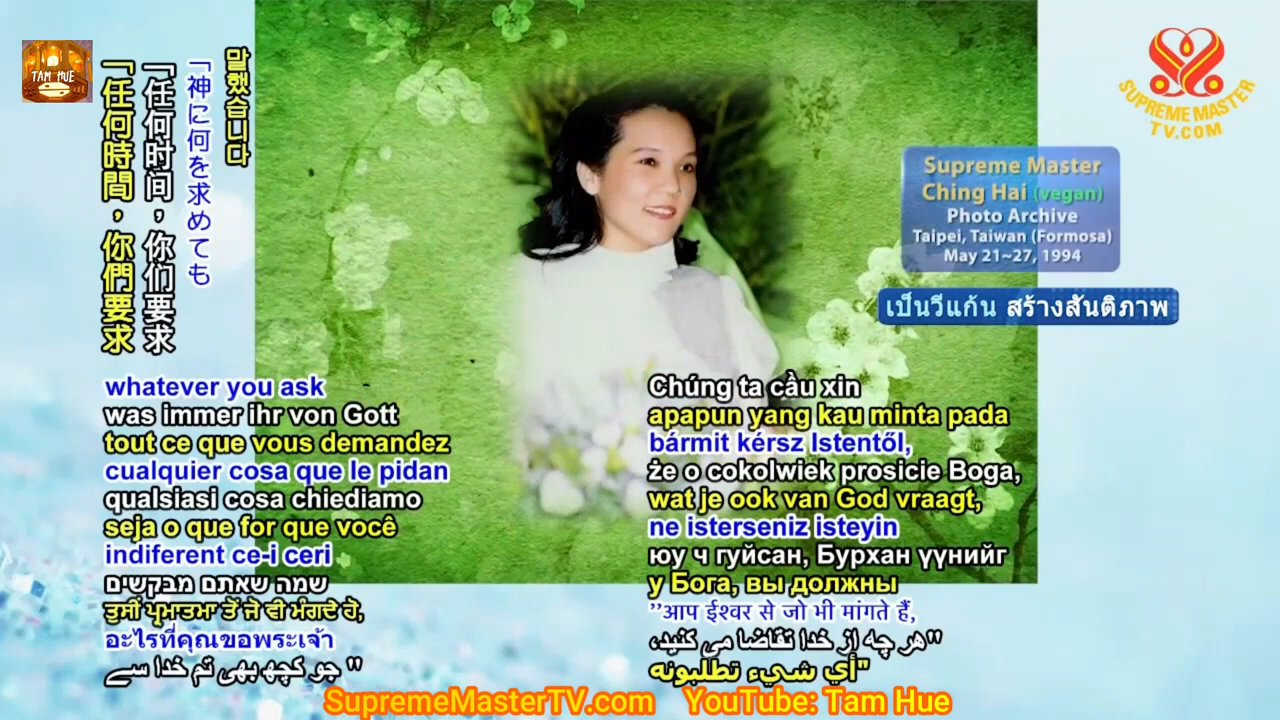 TAM HUE
말했습니다
「神に何を求めても
「任何时间，你们要求
「任何時間，你們要求
SUPREME MASTER
TV.COM
Supreme Master
Ching Hai (vegan)
Photo Archive
Taipei, Taiwan (Formosa)
May 21~27, 1994
เป็นวีแก้น สร้างสันติภาพ
whatever you ask
was immer ihr von Gott
tout ce que vous demandez
cualquier cosa que le pidan
qualsiasi cosa chiediamo
seja o que for que você
indiferent ce-i ceri
שמה שאתם מבקשים
ਤੁਸੀਂ ਪ੍ਰਮਾਤਮਾ ਤੋਂ ਜੋ ਵੀ ਮੰਗਦੇ ਹੋ,
อะไรที่คุณขอพระเจ้า
" جو کچھ بھی تم خدا سے
Chúng ta cầu xin
apapun yang kau minta pada
bármit kérsz Istentől,
że o cokolwiek prosicie Boga,
wat je ook van God vraagt,
ne isterseniz isteyin
юу ч гуйсан, Бурхан үүнийг
у Бога, вы должны
”आप ईश्वर से जो भी मांगते हैं,
"هر چه از خدا تقاضا می کنید،
"أي شيء تطلبونه
SupremeMasterTV.com YouTube: Tam Hue